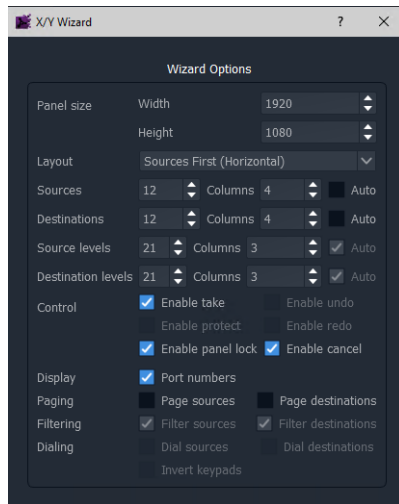 X/Y Wizard ?
Wizard Options
Panel size Width 1920
Height 1080
Layout Sources First (Horizontal)
Sources 12 Columns 4 Auto
Destinations 12 Columns 4 Auto
Source levels 21 Columns 3 Auto
Destination levels 21 Columns 3 Auto
Control Enable take Enable undo
Enable protect Enable redo
Enable panel lock Enable cancel
Display Port numbers
Paging Page sources Page destinations
Filtering Filter sources Filter destinations
Dialing Dial sources Dial destinations
Invert keypads